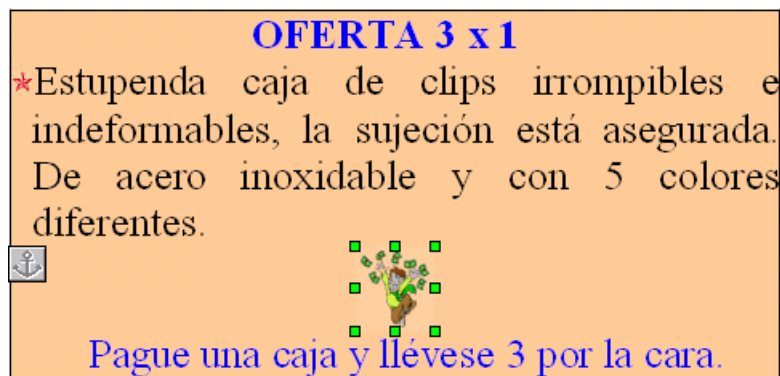 OFERTA 3 x 1
*Estupenda caja de clips irrompibles e
indeformables, la sujeción está asegurada.
De acero inoxidable y con 5 colores
diferentes.
Pague una caja y llévese 3 por la cara.